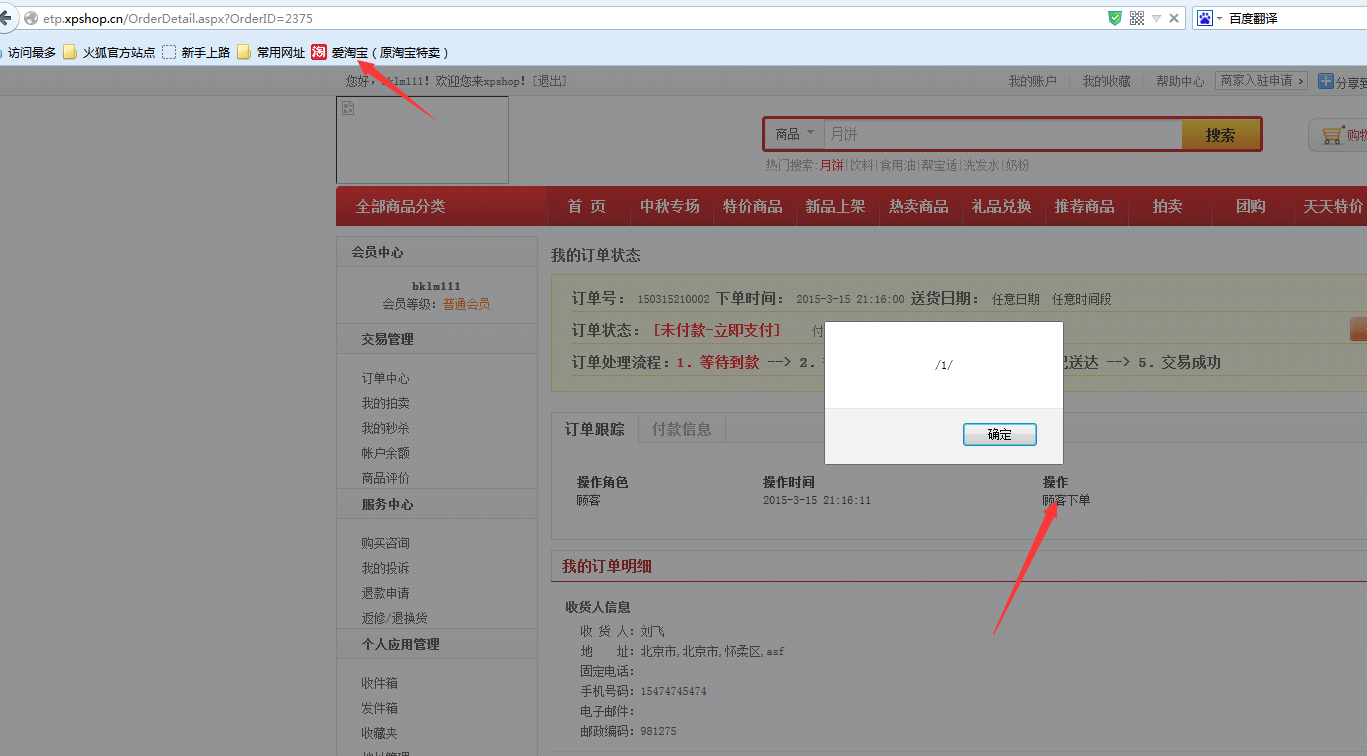 etp.xpshop.cn/OrderDetail.aspx?OrderID=2375
百度翻译
访问最多 火狐官方站点 新手上路 常用网址 淘 爱淘宝（原淘宝特卖）
您好, bklm111! 欢迎您来xpshop! [退出]
我的账户 我的收藏 帮助中心 商家入驻申请 > 分享到
商品 月饼 搜索 购物
热门搜索:月饼|饮料|食用油|帮宝适|洗发水|奶粉
全部商品分类 首 页 中秋专场 特价商品 新品上架 热卖商品 礼品兑换 推荐商品 拍卖 团购 天天特价
会员中心
bklm111
会员等级: 普通会员
交易管理
订单中心
我的拍卖
我的秒杀
帐户余额
商品评价
服务中心
购买咨询
我的投诉
退款申请
返修/退换货
个人应用管理
收件箱
发件箱
收藏夹
我的订单状态
订单号: 150315210002 下单时间: 2015-3-15 21:16:00 送货日期: 任意日期 任意时间段
订单状态: [未付款-立即支付] 付
订单处理流程: 1. 等待到款 --> 2. 已送达 --> 5. 交易成功
/1/
确定
订单跟踪 付款信息
操作角色 操作时间 操作
顾客 2015-3-15 21:16:11 顾客下单
我的订单明细
收货人信息
收 货 人: 刘飞
地 址: 北京市,北京市,怀柔区,asf
固定电话:
手机号码: 15474745474
电子邮件:
邮政编码: 981275